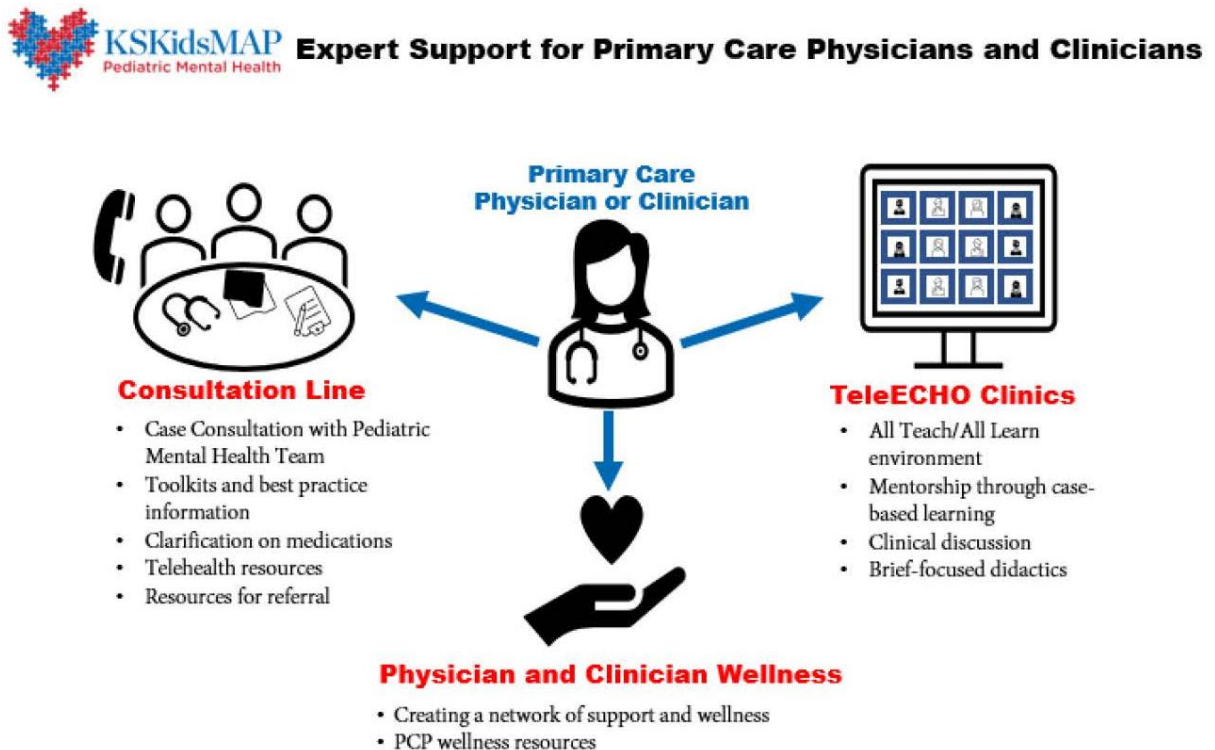 KSKidsMAP
Pediatric Mental Health
Expert Support for Primary Care Physicians and Clinicians
Primary Care
Physician or Clinician
Consultation Line
• Case Consultation with Pediatric
Mental Health Team
• Toolkits and best practice
information
• Clarification on medications
• Telehealth resources
• Resources for referral
TeleECHO Clinics
• All Teach/All Learn
environment
• Mentorship through case-
based learning
• Clinical discussion
• Brief-focused didactics
Physician and Clinician Wellness
• Creating a network of support and wellness
• PCP wellness resources